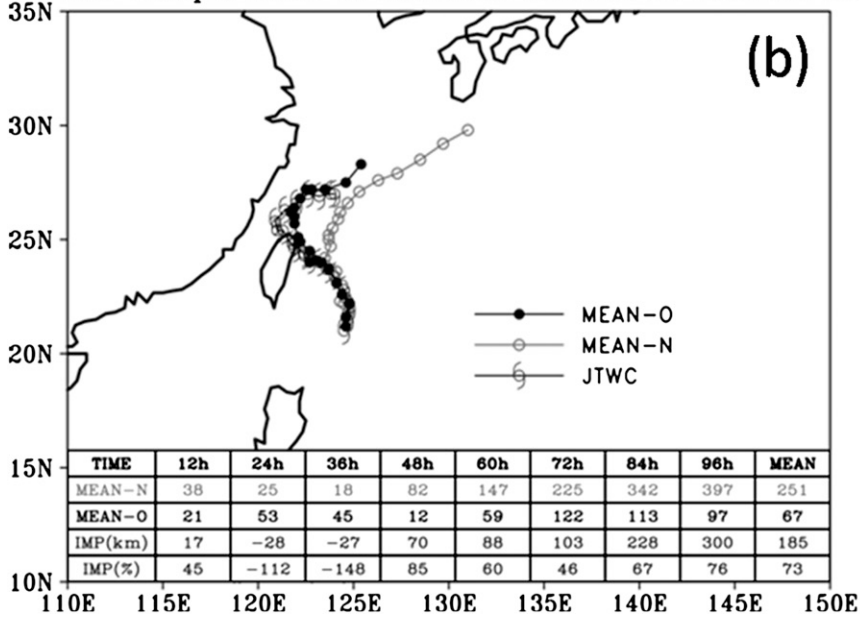 35N
(b)
30N
25N
MEAN-O
MEAN-N
20N
JTWC
15N
TIME 12h 24h 36h 48h 60h 72h 84h 96h MEAN
MEAN-N 38 25 18 82 147 225 342 397 251
MEAN-O 21 53 45 12 59 122 113 97 67
IMP(km) 17 -28 -27 70 88 103 228 300 185
IMP(%) 45 -112 -148 85 60 46 67 76 73
10N
110E 115E 120E 125E 130E 135E 140E 145E 150E